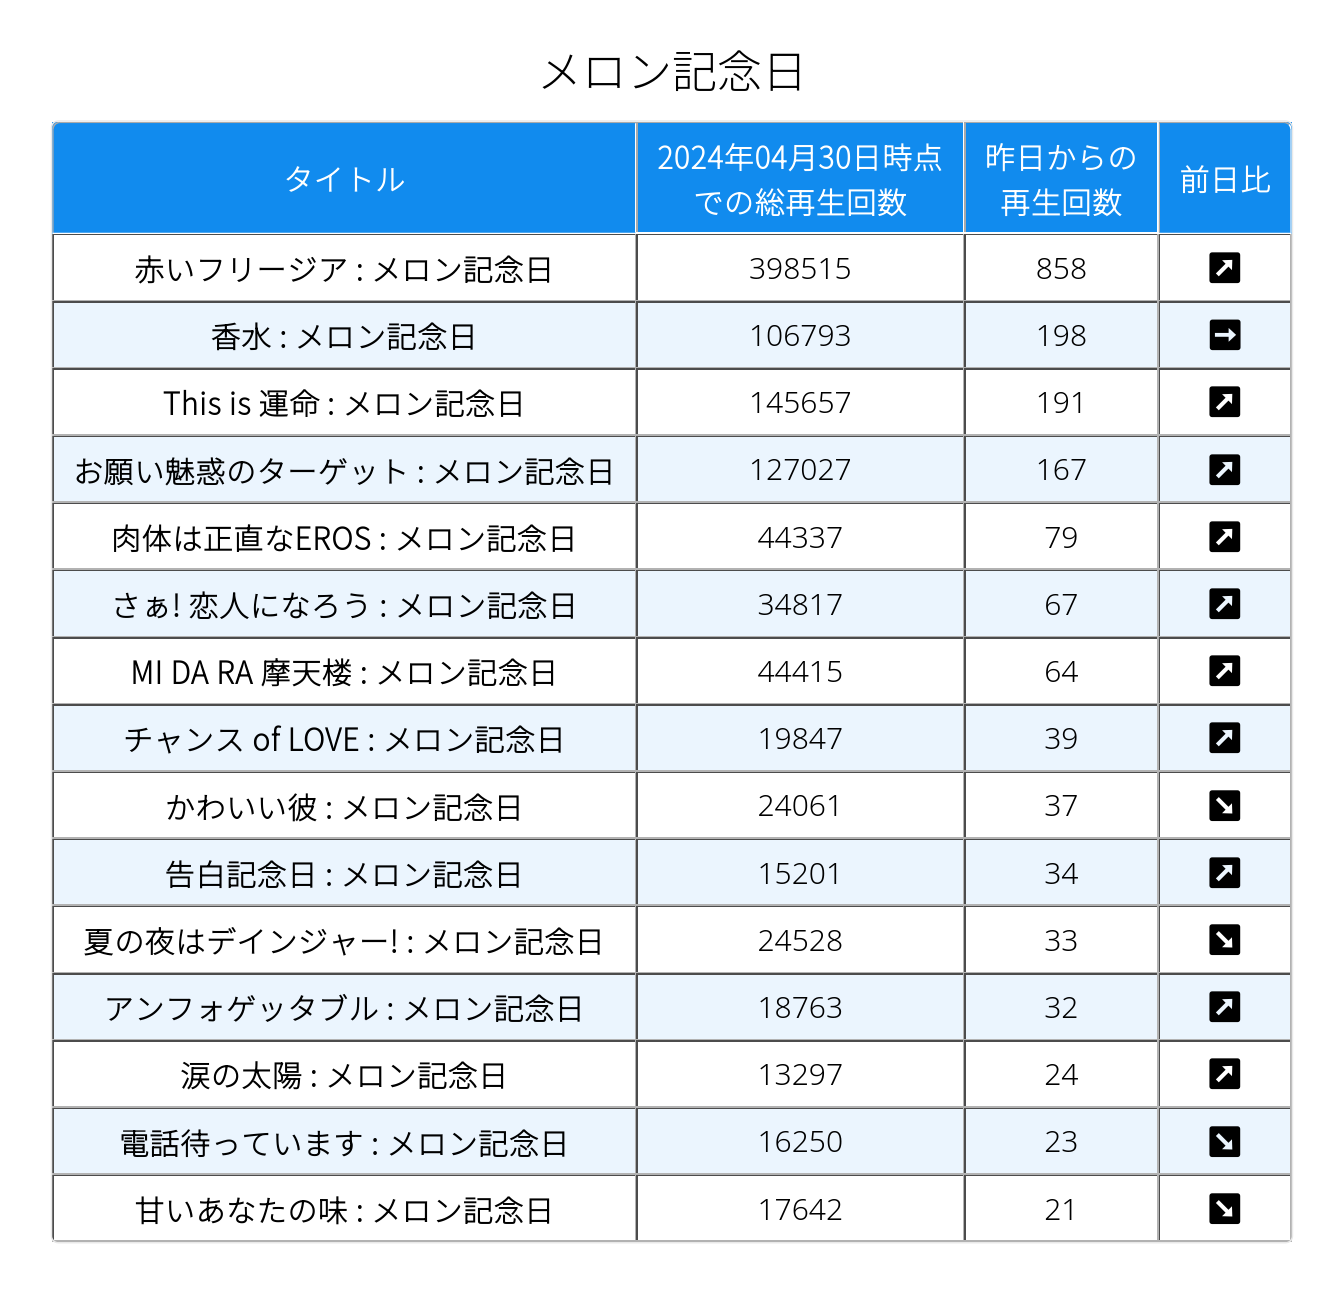 メロン記念日
タイトル 2024年04月30日時点での総再生回数 昨日からの再生回数 前日比
赤いフリージア : メロン記念日 398515 858 ↗
香水 : メロン記念日 106793 198 →
This is 運命 : メロン記念日 145657 191 ↗
お願い魅惑のターゲット : メロン記念日 127027 167 ↗
肉体は正直なEROS : メロン記念日 44337 79 ↗
さぁ! 恋人になろう : メロン記念日 34817 67 ↗
MI DA RA 摩天楼 : メロン記念日 44415 64 ↗
チャンス of LOVE : メロン記念日 19847 39 ↗
かわいい彼 : メロン記念日 24061 37 ↘
告白記念日 : メロン記念日 15201 34 ↗
夏の夜はデインジャー! : メロン記念日 24528 33 ↘
アンフォゲッタブル : メロン記念日 18763 32 ↗
涙の太陽 : メロン記念日 13297 24 ↗
電話待っています : メロン記念日 16250 23 ↘
甘いあなたの味 : メロン記念日 17642 21 ↘